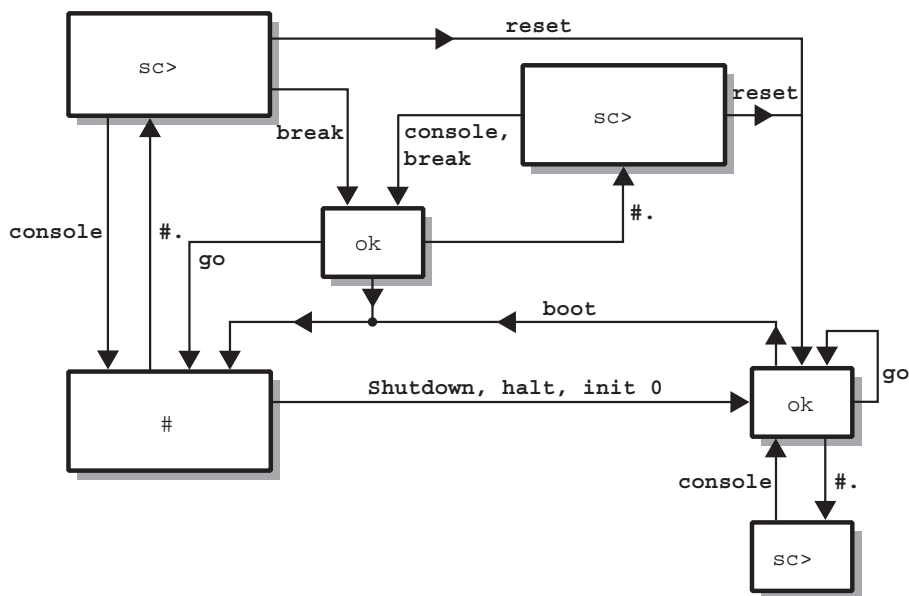 reset
sc>
sc>
reset
break
console,
break
console
#.
#.
ok
go
boot
go
Shutdown, halt, init 0
#
ok
console
#.
sc>